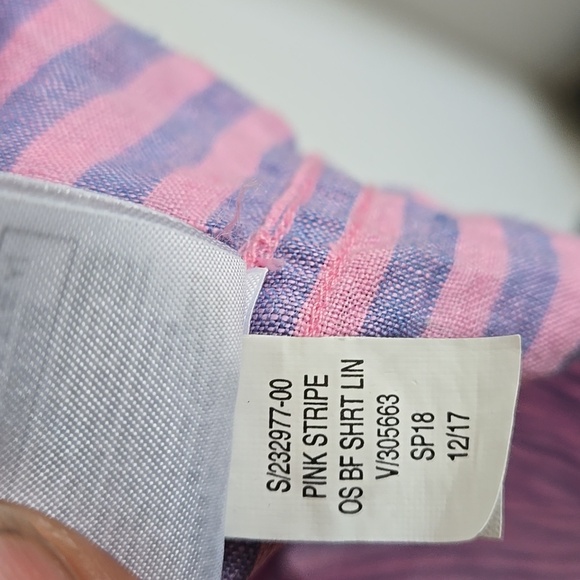 S/232977-00
PINK STRIPE
OS BF SHRT LIN
V/305663
SP18
12/17